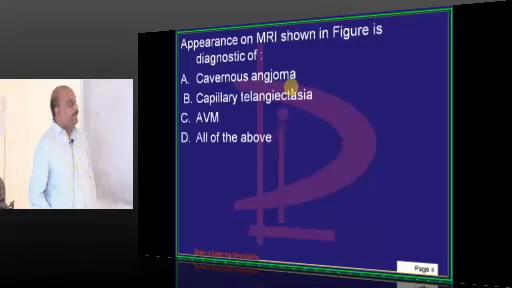 Appearance on MRI shown in Figure is
diagnostic of :
A. Cavernous angjoma
B. Capillary telangiectasia
C. AVM
D. All of the above
Page